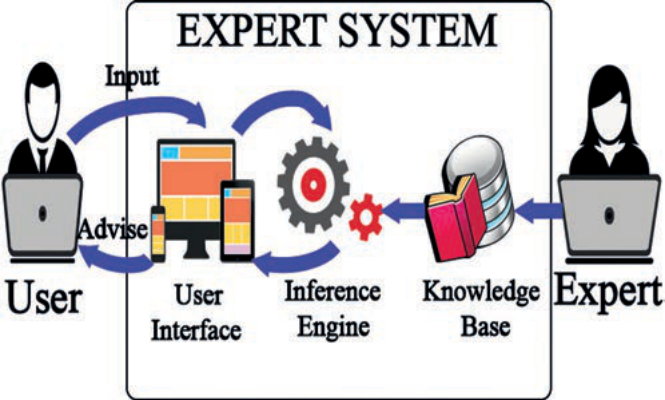 EXPERT SYSTEM
Input
Advise
User
User
Interface
Inference
Engine
Knowledge
Base
Expert